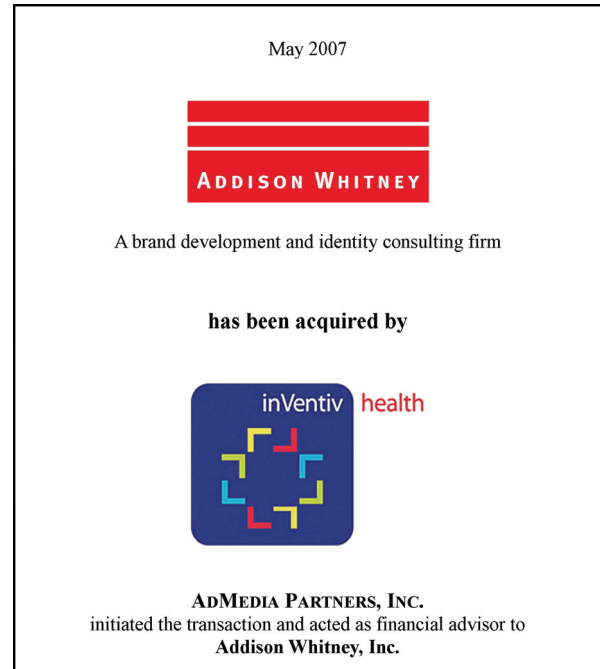 May 2007
ADDISON WHITNEY
A brand development and identity consulting firm
has been acquired by
inVentiv health
ADMEDIA PARTNERS, INC.
initiated the transaction and acted as financial advisor to
Addison Whitney, Inc.